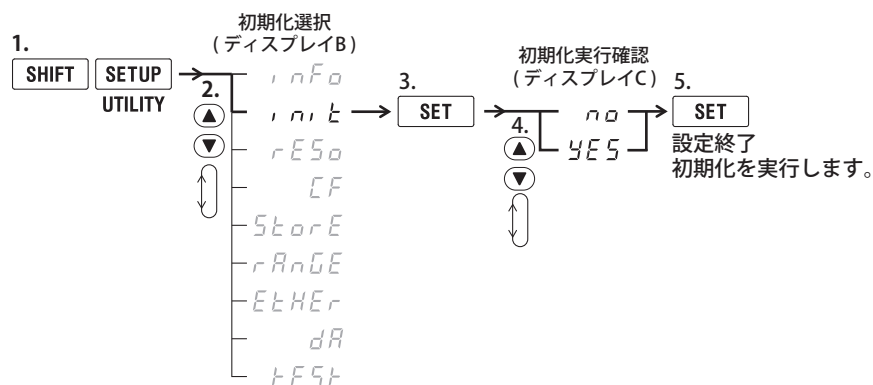 初期化選択
1.
( ディスプレイB )
初期化実行確認
SHIFT
SETUP
inFo
( ディスプレイC )
2.
3.
5.
UTILITY
init
SET
4.
no
SET
rESo
YES
設定終了
初期化を実行します。
CF
StorE
rAnGE
EtHEr
dA
tESt